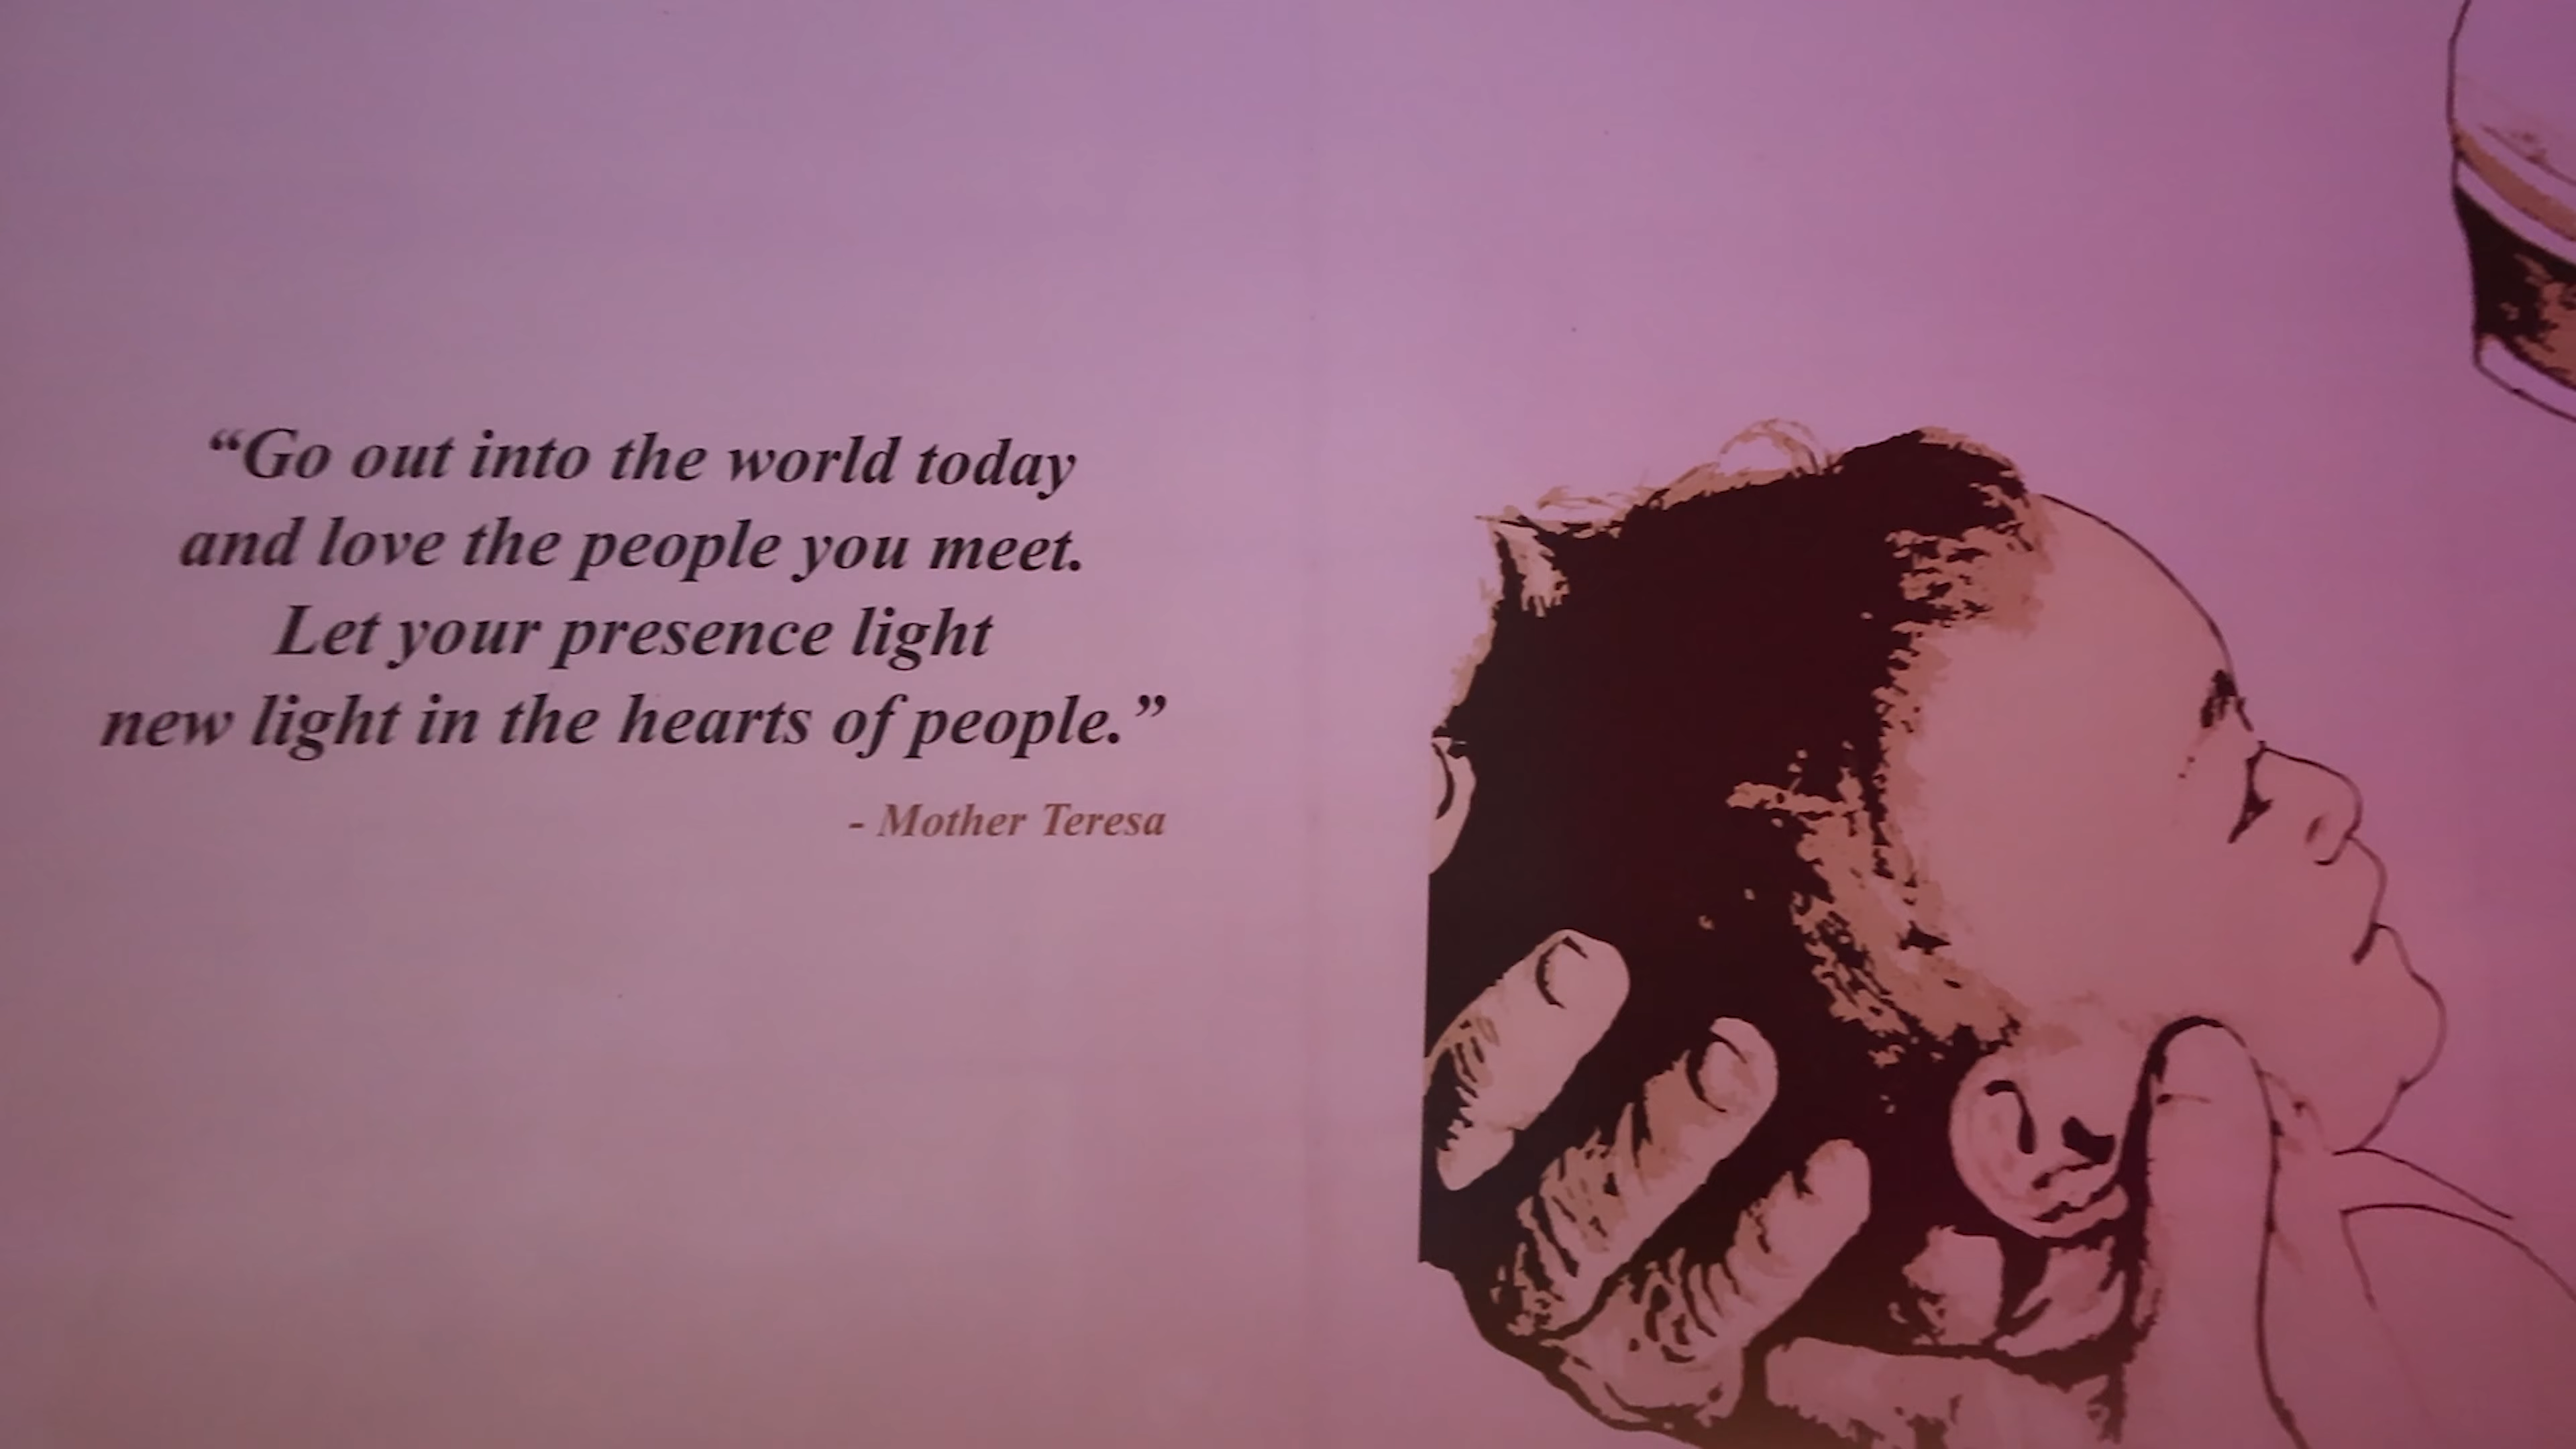 “Go out into the world today
and love the people you meet.
Let your presence light
new light in the hearts of people.”
- Mother Teresa